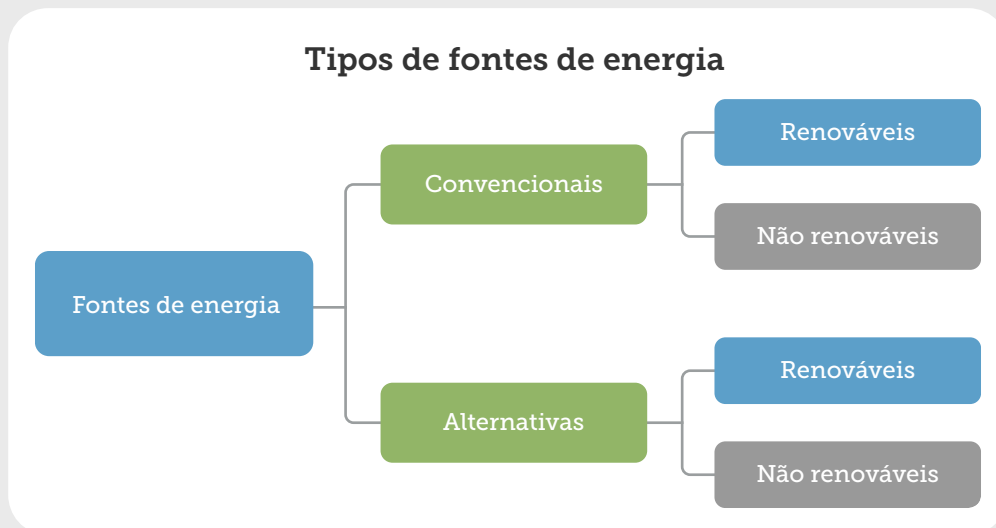 Tipos de fontes de energia
Fontes de energia
Convencionais
Renováveis
Não renováveis
Alternativas
Renováveis
Não renováveis